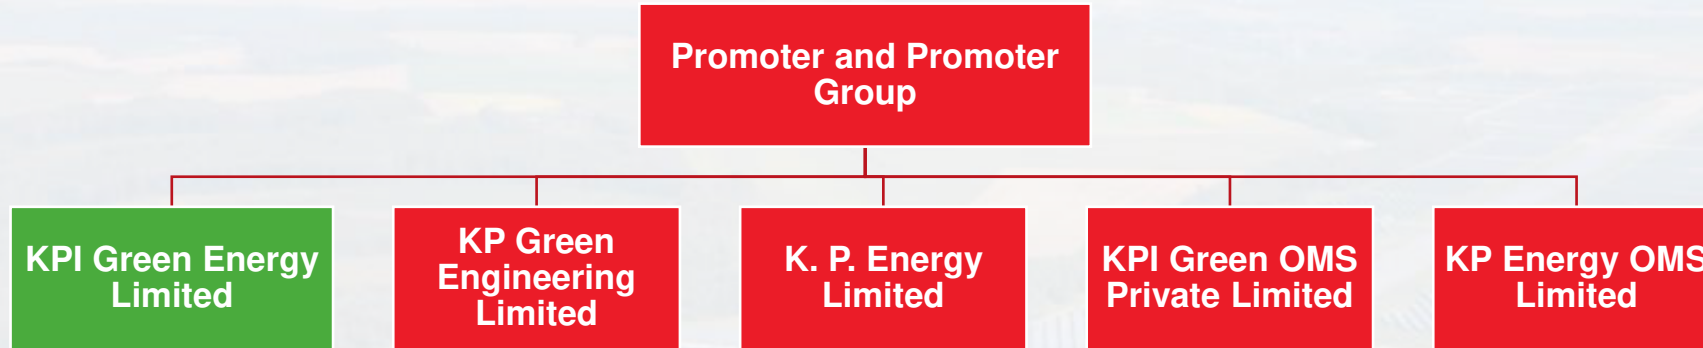 Promoter and Promoter
Group
KPI Green Energy
Limited
KP Green
Engineering
Limited
K. P. Energy
Limited
KPI Green OMS
Private Limited
KP Energy OMS
Limited